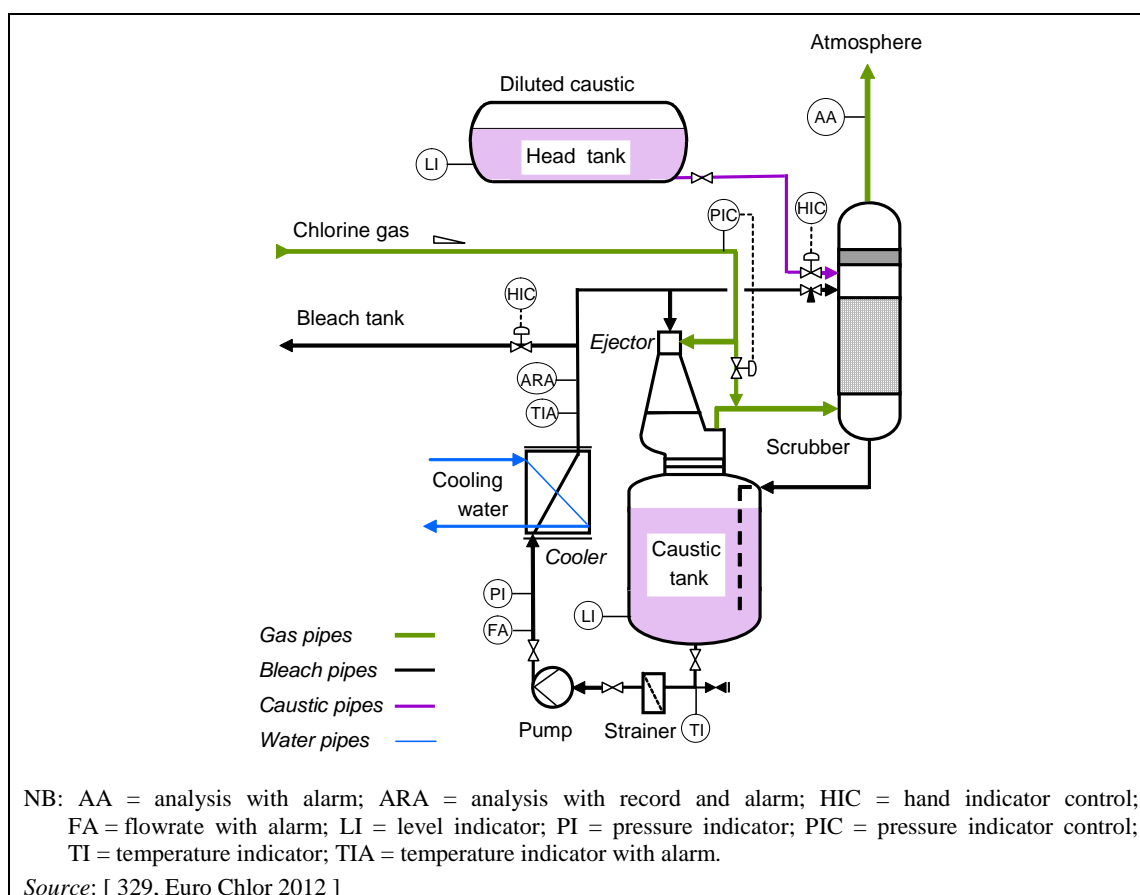 Atmosphere
Diluted caustic
AA
Head tank
LI
HIC
PIC
Chlorine gas
HIC
Bleach tank
Ejector
ARA
TIA
Scrubber
Cooling
water
Caustic
tank
Cooler
PI
LI
FA
Gas pipes
Bleach pipes
Caustic pipes
Water pipes
Pump
Strainer
TI
NB: AA = analysis with alarm; ARA = analysis with record and alarm; HIC = hand indicator control;
FA = flowrate with alarm; LI = level indicator; PI = pressure indicator; PIC = pressure indicator control;
TI = temperature indicator; TIA = temperature indicator with alarm.
Source: [ 329, Euro Chlor 2012 ]